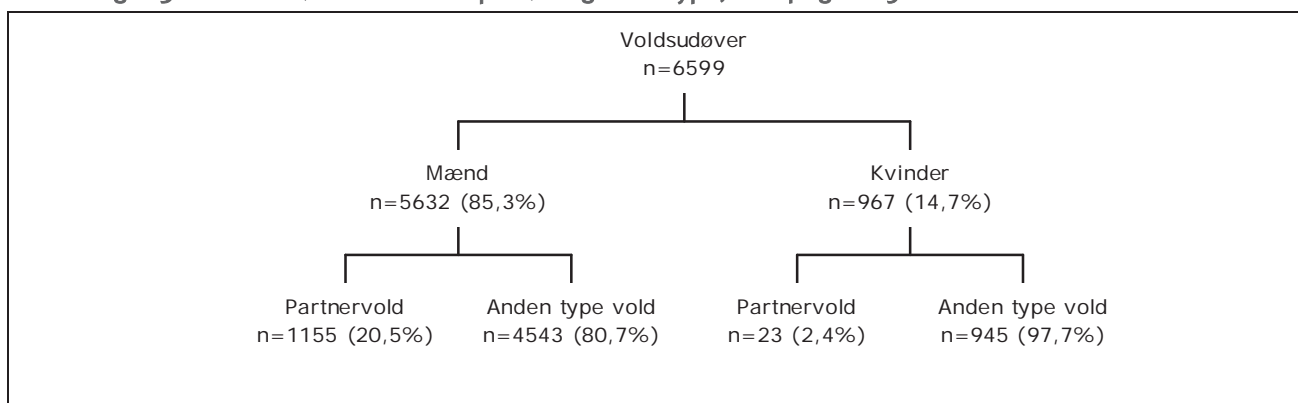 Voldsudøver
n=6599
Mænd
n=5632 (85,3%)
Kvinder
n=967 (14,7%)
Partnervold
n=1155 (20,5%)
Anden type vold
n=4543 (80,7%)
Partnervold
n=23 (2,4%)
Anden type vold
n=945 (97,7%)